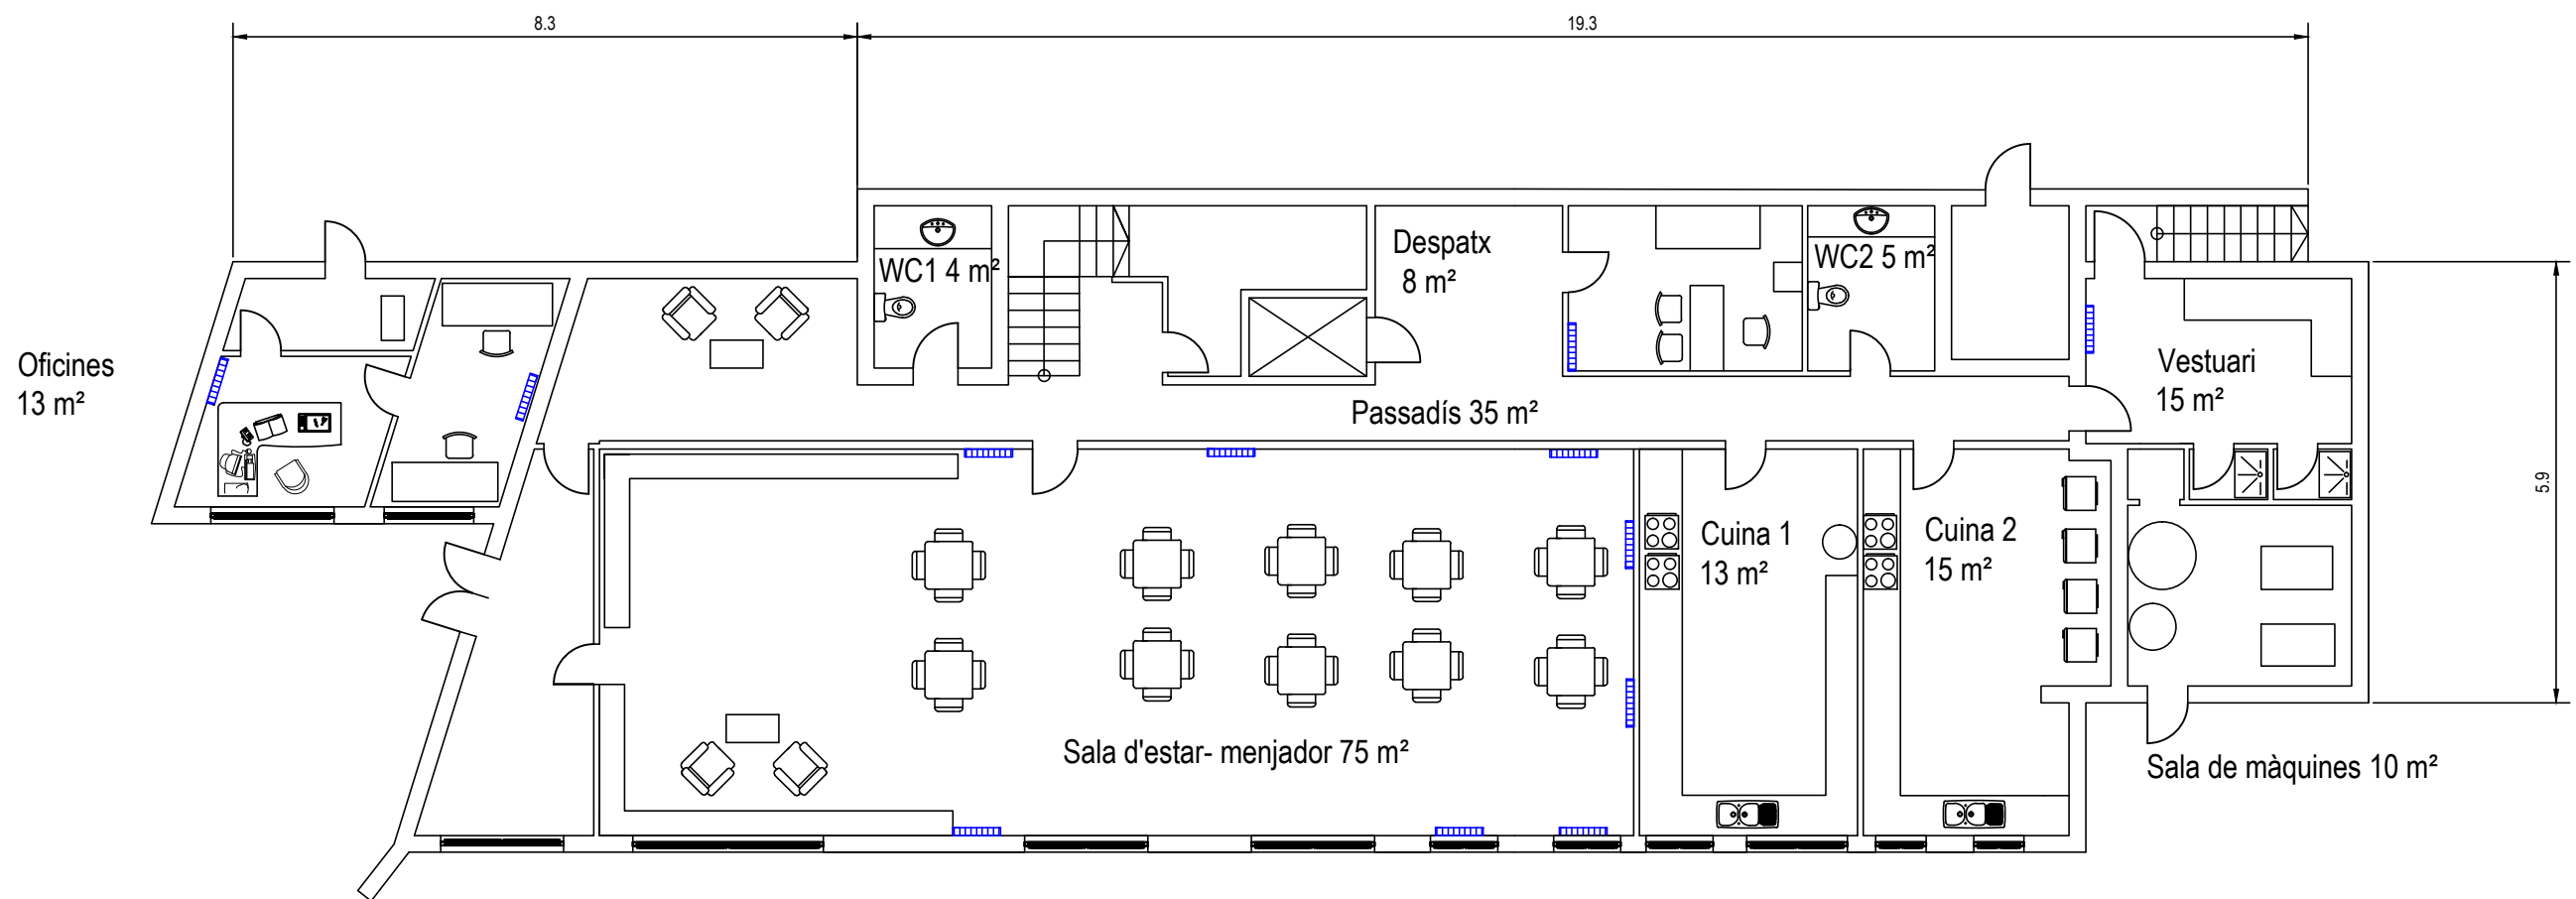 8.3
19.3
WC1 4 m²
Despatx
8 m²
WC2 5 m²
Oficines
13 m²
Vestuari
15 m²
Passadís 35 m²
5.9
Cuina 1
13 m²
Cuina 2
15 m²
Sala d'estar- menjador 75 m²
Sala de màquines 10 m²